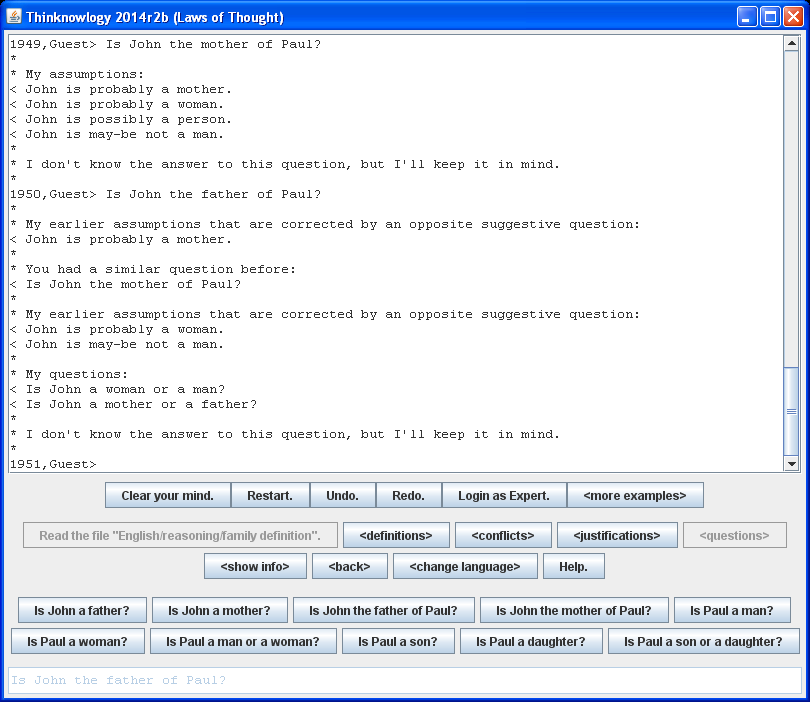 Thinknowlogy 2014r2b (Laws of Thought)
1949,Guest> Is John the mother of Paul?
*
* My assumptions:
< John is probably a mother.
< John is probably a woman.
< John is possibly a person.
< John is may-be not a man.
*
* I don't know the answer to this question, but I'll keep it in mind.
*
1950,Guest> Is John the father of Paul?
*
* My earlier assumptions that are corrected by an opposite suggestive question:
< John is probably a mother.
*
* You had a similar question before:
< Is John the mother of Paul?
*
* My earlier assumptions that are corrected by an opposite suggestive question:
< John is probably a woman.
< John is may-be not a man.
*
* My questions:
< Is John a woman or a man?
< Is John a mother or a father?
*
* I don't know the answer to this question, but I'll keep it in mind.
*
1951,Guest>
Clear your mind. Restart. Undo. Redo. Login as Expert. <more examples>
Read the file "English/reasoning/family definition". <definitions> <conflicts> <justifications> <questions>
<show info> <back> <change language> Help.
Is John a father? Is John a mother? Is John the father of Paul? Is John the mother of Paul? Is Paul a man?
Is Paul a woman? Is Paul a man or a woman? Is Paul a son? Is Paul a daughter? Is Paul a son or a daughter?
Is John the father of Paul?